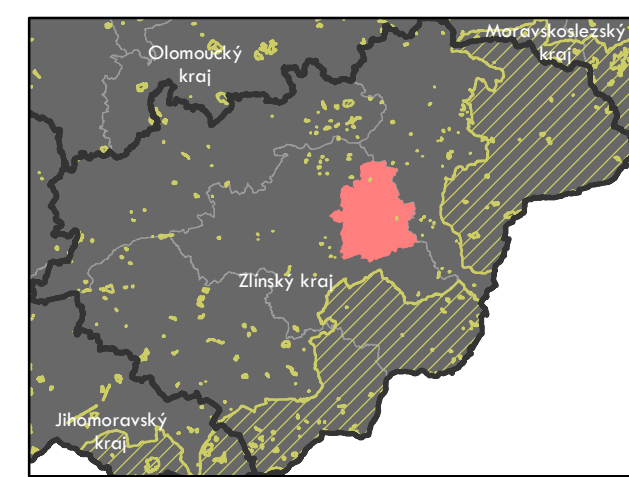 Olomoucký
kraj
Moravskoslezský
kraj
Zlínský kraj
Jihomoravský
kraj